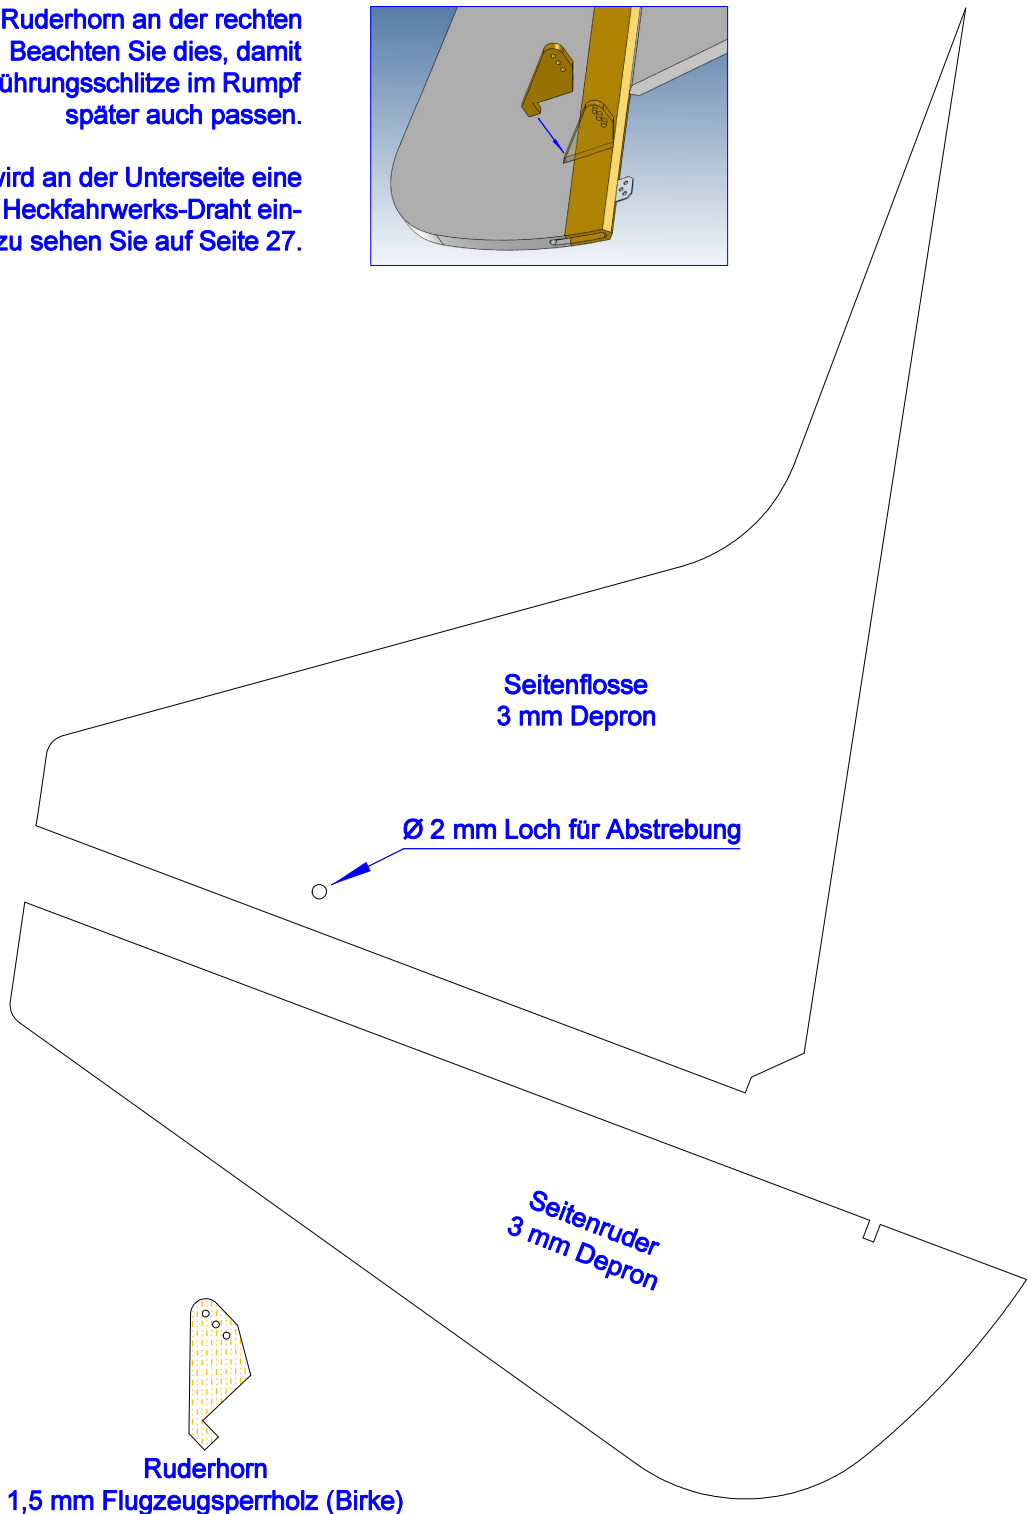 Ruderhorn an der rechten
Beachten Sie dies, damit
ührungsschlitze im Rumpf
später auch passen.
wird an der Unterseite eine
Heckfahrwerks-Draht ein-
zu sehen Sie auf Seite 27.
Seitenflosse
3 mm Depron
Ø 2 mm Loch für Abstrebung
Seitenruder
3 mm Depron
Ruderhorn
1,5 mm Flugzeugsperrholz (Birke)